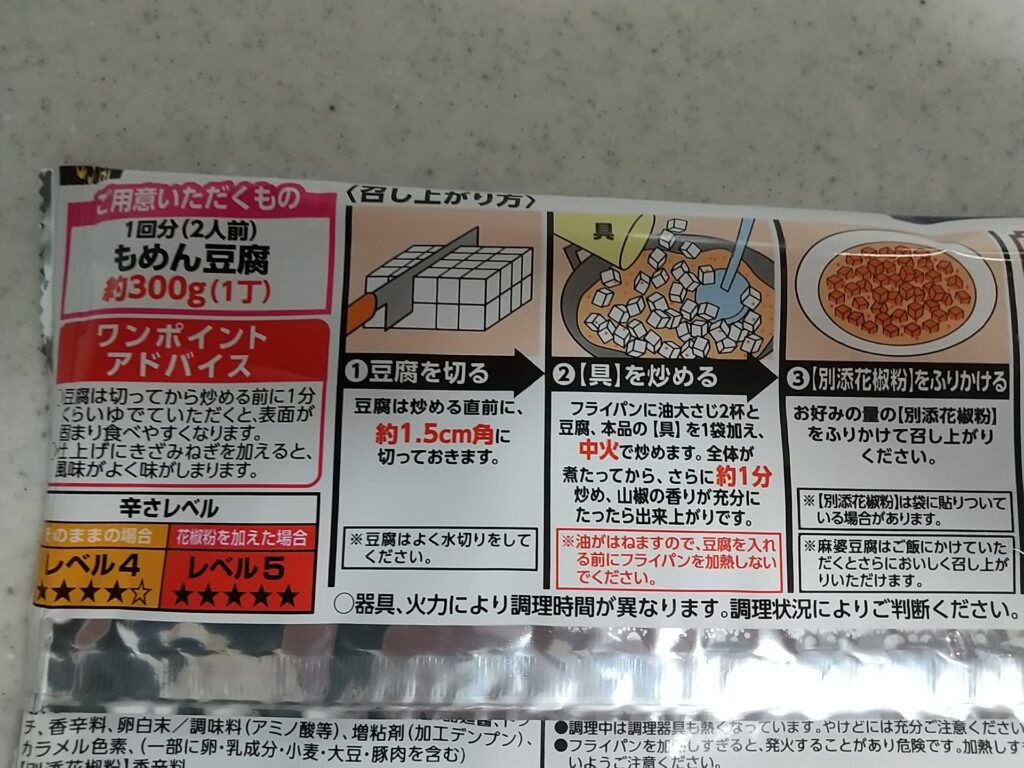 ご用意いただくもの
1回分(2人前)
もめん豆腐
約300g(1丁)
ワンポイント
アドバイス
豆腐は切ってから炒める前に1分
くらいゆでていただくと、表面が
固まり食べやすくなります。
仕上げにきざみねぎを加えると、
風味がよく味がしまります。
辛さレベル
そのままの場合
レベル4
★★★★☆
花椒粉を加えた場合
レベル5
★★★★★
〈召し上がり方〉
❶豆腐を切る
豆腐は炒める直前に、
約1.5cm角に
切っておきます。
※豆腐はよく水切りをして
ください。
具
❷【具】を炒める
フライパンに油大さじ2杯と
豆腐、本品の【具】を1袋加え、
中火で炒めます。全体が
煮たってから、さらに約1分
炒め、山椒の香りが充分に
たったら出来上がりです。
※油がはねますので、豆腐を入れ
る前にフライパンを加熱しない
でください。
❸【別添花椒粉】をふりかける
お好みの量の【別添花椒粉】
をふりかけて召し上がり
ください。
※【別添花椒粉】は袋に貼りついて
いる場合があります。
※麻婆豆腐はご飯にかけていた
だくとさらにおいしく召し上が
りいただけます。
○器具、火力により調理時間が異なります。調理状況によりご判断ください。
チ、香辛料、卵白末/調味料(アミノ酸等)、増粘剤(加工デンプン)、
カラメル色素、(一部に卵・乳成分・小麦・大豆・豚肉を含む)
【別添花椒粉】香辛料
●調理中は調理器具も熱くなっています。やけどには充分ご注意ください
●フライパンを加熱しすぎると、発火することがあり危険です。加熱しす
いようご注意ください。